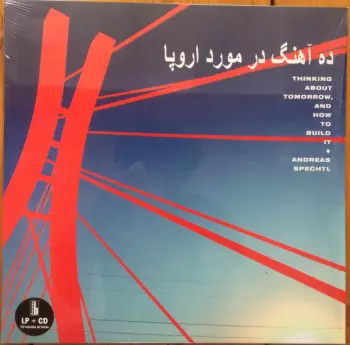 ده آهنگ در مورد اروپا
THINKING
ABOUT
TOMORROW,
AND
HOW
TO
BUILD
IT
+
ANDREAS
SPECHTL
LP + CD